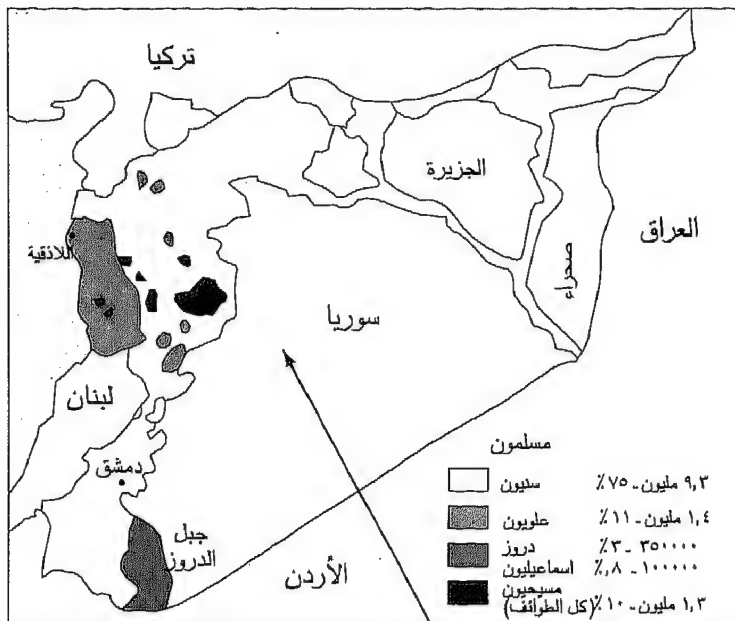 تركيا
الجزيرة
العراق
اللاذقية
صحراء
سوريا
لبنان
دمشق
جبل
الدروز
الأردن
مسلمون
سنيون ٩,٣ مليون - ٧٥ ٪
علويون ١,٤ مليون - ١١ ٪
دروز ٣٥٠٠٠٠ - ٣ ٪
اسماعيليون ١٠٠٠٠٠ - ٨, ٪
مسيحيون
(كل الطوائف) ١,٣ مليون - ١٠ ٪